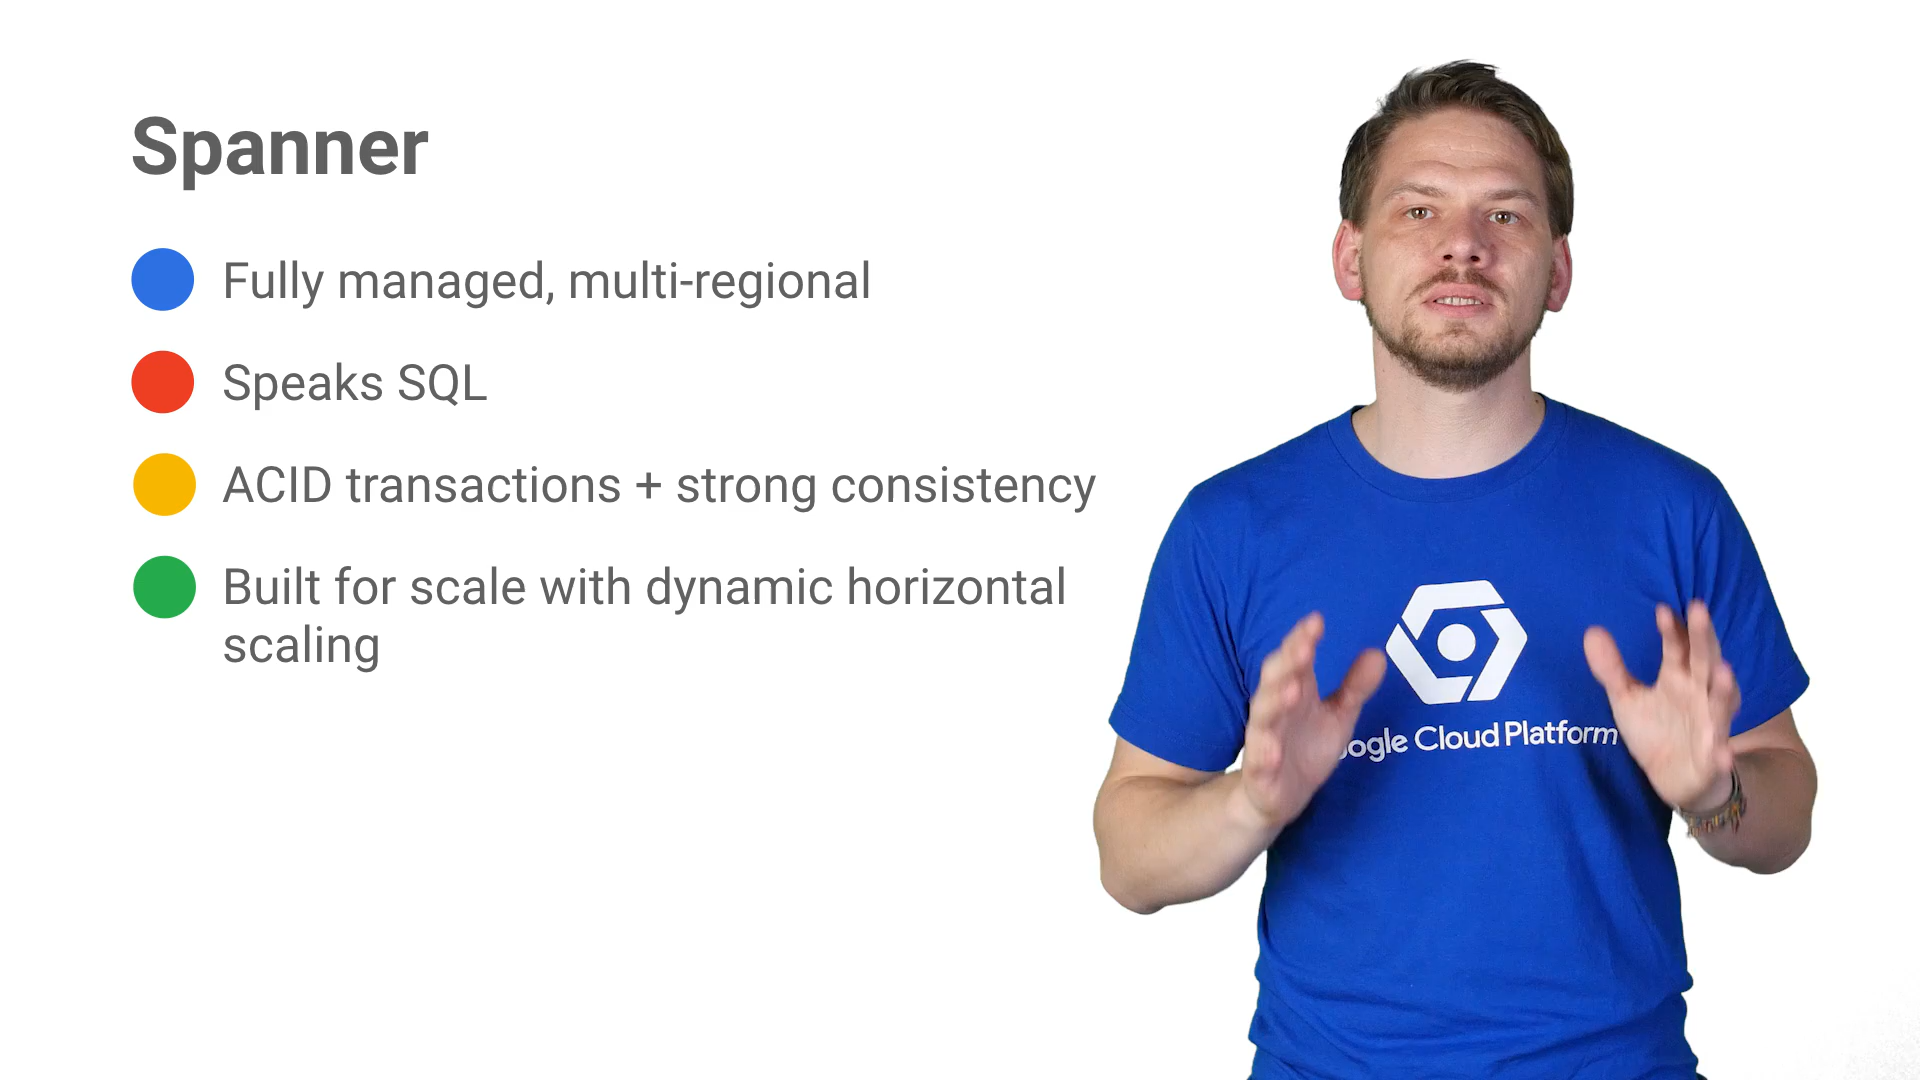 Spanner
Fully managed, multi-regional
Speaks SQL
ACID transactions + strong consistency
Built for scale with dynamic horizontal
scaling
Cloud Platform